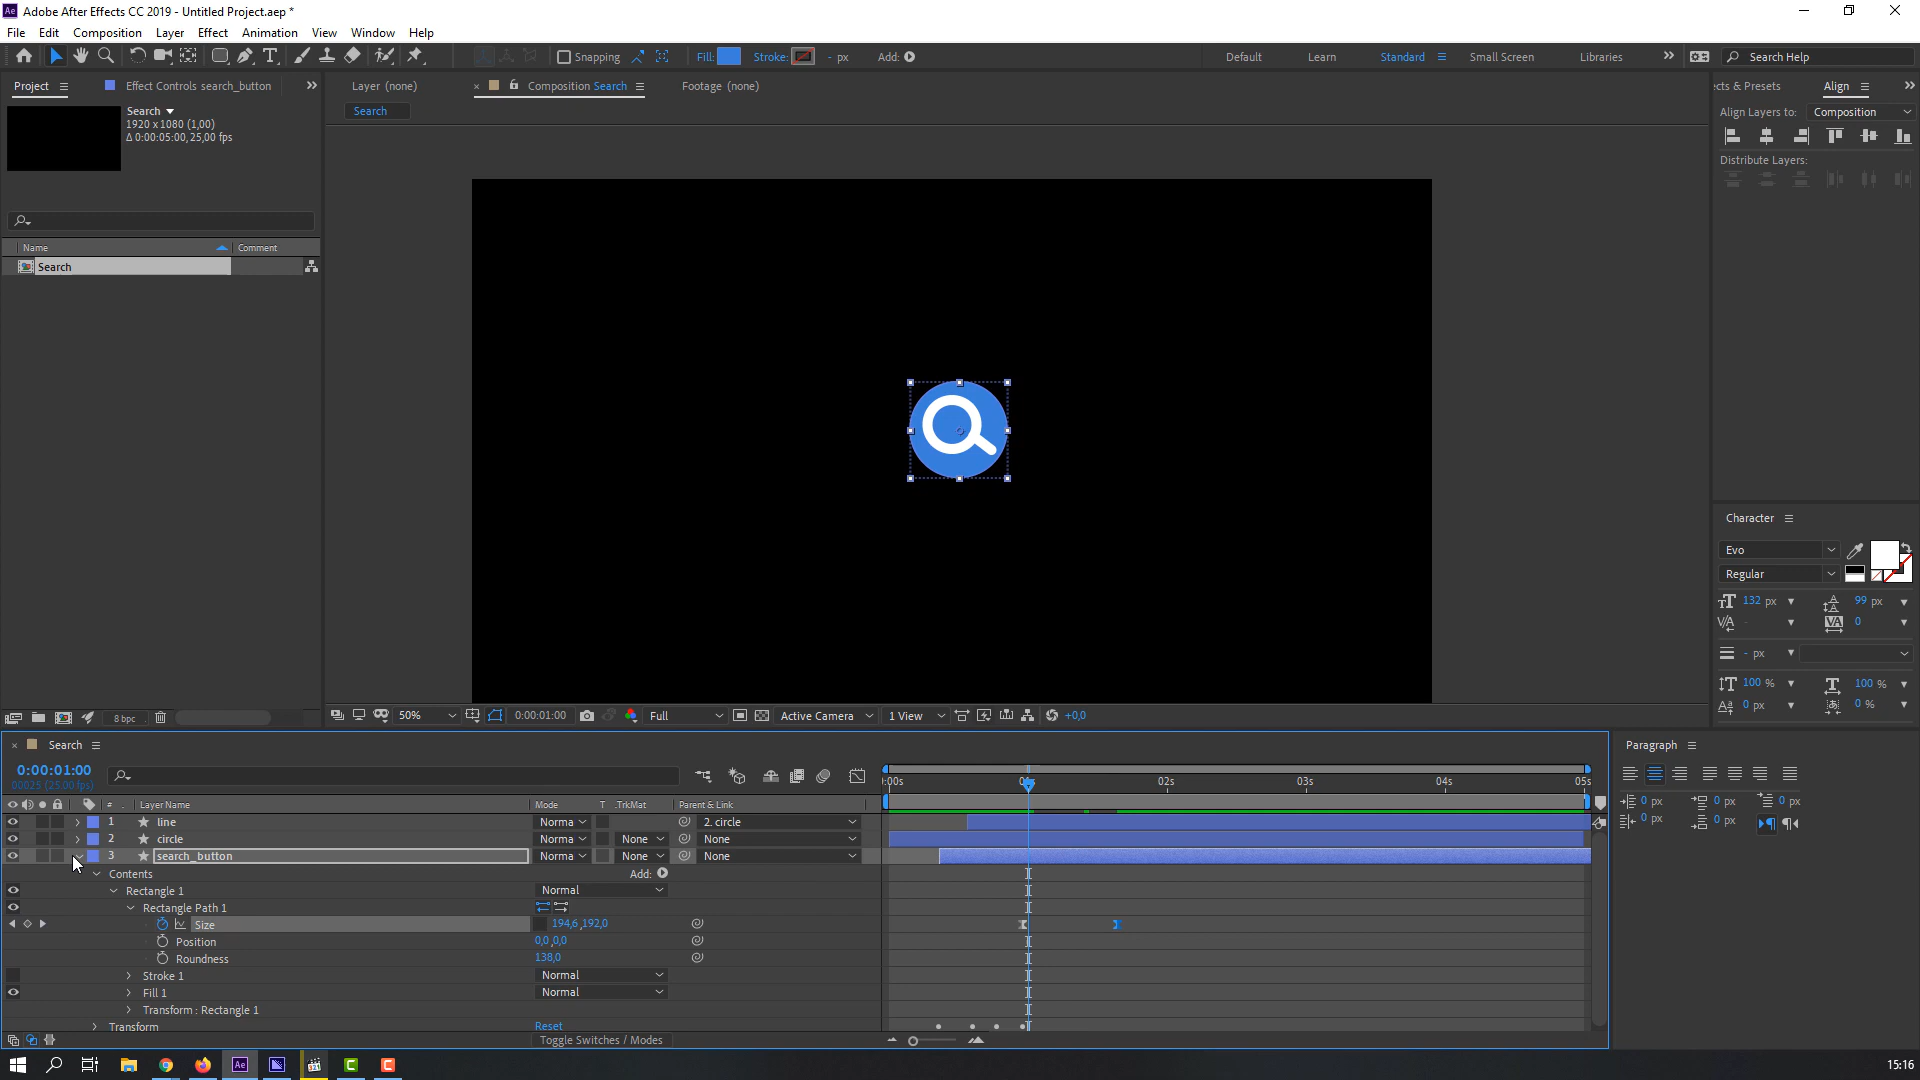 Adobe After Effects CC 2019 - Untitled Project.aep *
File Edit Composition Layer Effect Animation View Window Help
Snapping Fill: Stroke: - px Add: Default Learn Standard Small Screen Libraries Search Help
Project Effect Controls search_button Layer (none) Composition Search Footage (none) cts & Presets Align
Search
1920 x 1080 (1,00)
Δ 0:00:05:00, 25,00 fps
Search
Align Layers to: Composition
Distribute Layers:
Name Comment
Search
Character
Evo
Regular
132 px 99 px
- 0
- px
100 % 100 %
0 px 0 %
8 bpc 50% 0:00:01:00 Full Active Camera 1 View +0,0
Search Paragraph
0:00:01:00
00025 (25.00 fps)
:00s 02s 03s 04s 05s
# Layer Name Mode T .TrkMat Parent & Link
0 px 0 px 0 px
0 px 0 px
1 line Norma 2. circle
2 circle Norma None None
3 search_button Norma None None
Contents Add:
Rectangle 1 Normal
Rectangle Path 1
Size 194,6,192,0
Position 0,0,0,0
Roundness 138,0
Stroke 1 Normal
Fill 1 Normal
Transform : Rectangle 1
Transform Reset
Toggle Switches / Modes
15:16